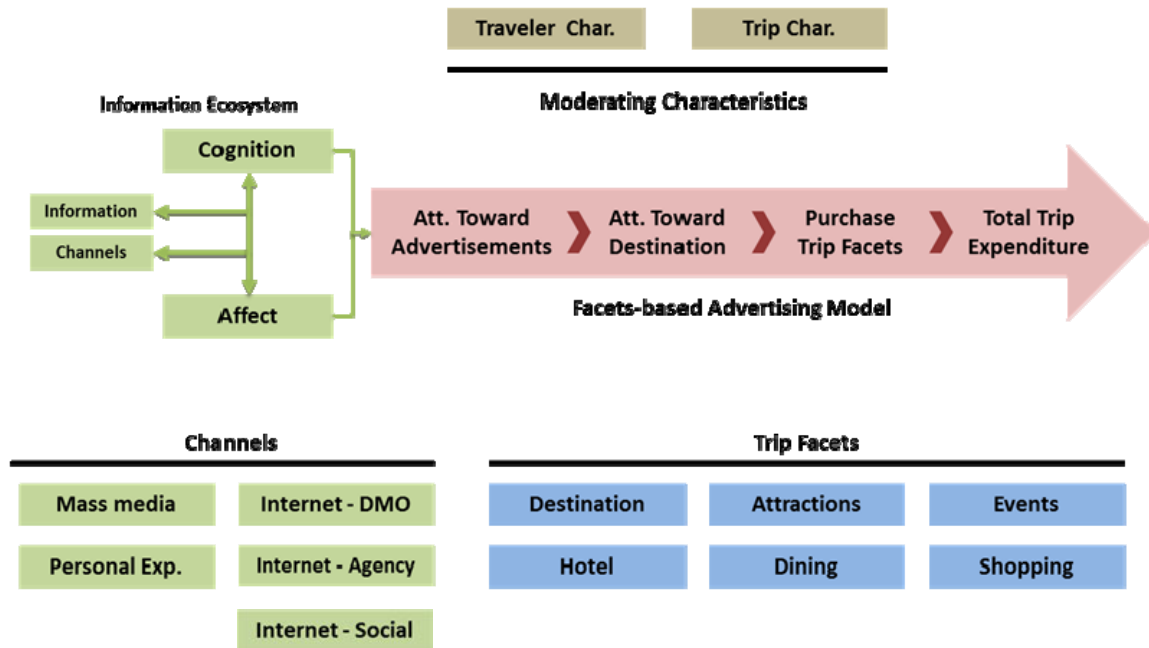 Traveler Char.
Trip Char.
Moderating Characteristics
Information Ecosystem
Cognition
Information
Channels
Affect
Att. Toward
Advertisements
Att. Toward
Destination
Purchase
Trip Facets
Total Trip
Expenditure
Facets-based Advertising Model
Channels
Mass media
Internet - DMO
Personal Exp.
Internet - Agency
Internet - Social
Trip Facets
Destination
Attractions
Events
Hotel
Dining
Shopping